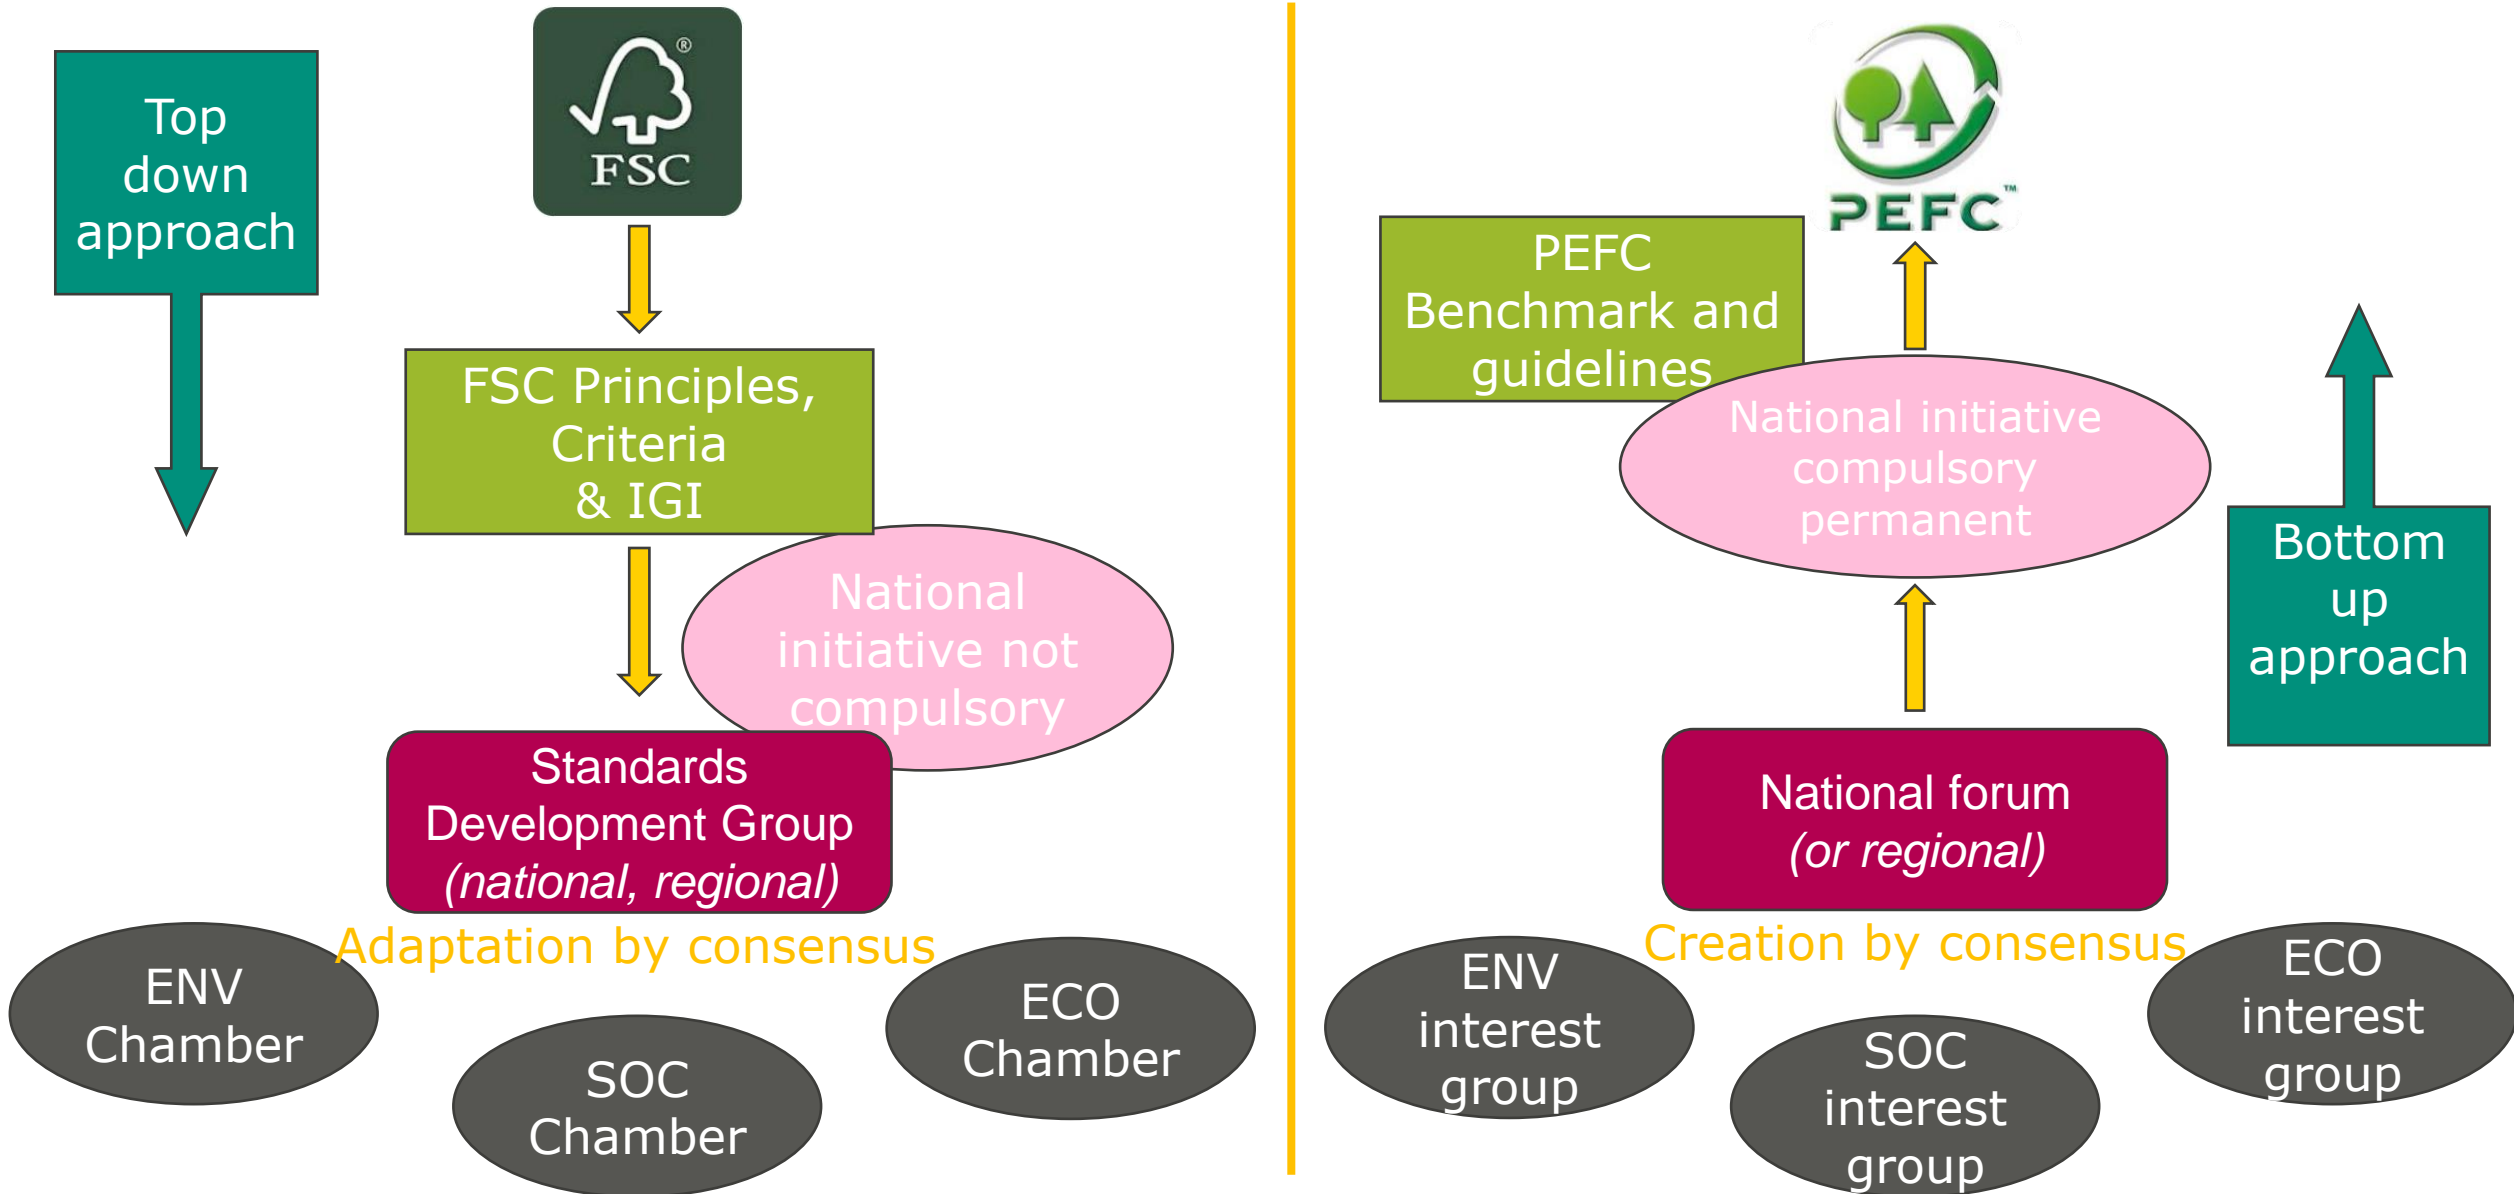 Top
down
approach
®
FSC
FSC Principles,
Criteria
& IGI
National
initiative not
compulsory
Standards
Development Group
(national, regional)
Adaptation by consensus
ENV
Chamber
SOC
Chamber
ECO
Chamber
PEFC™
PEFC
Benchmark and
guidelines
National initiative
compulsory
permanent
Bottom
up
approach
National forum
(or regional)
Creation by consensus
ENV
interest
group
SOC
interest
group
ECO
interest
group